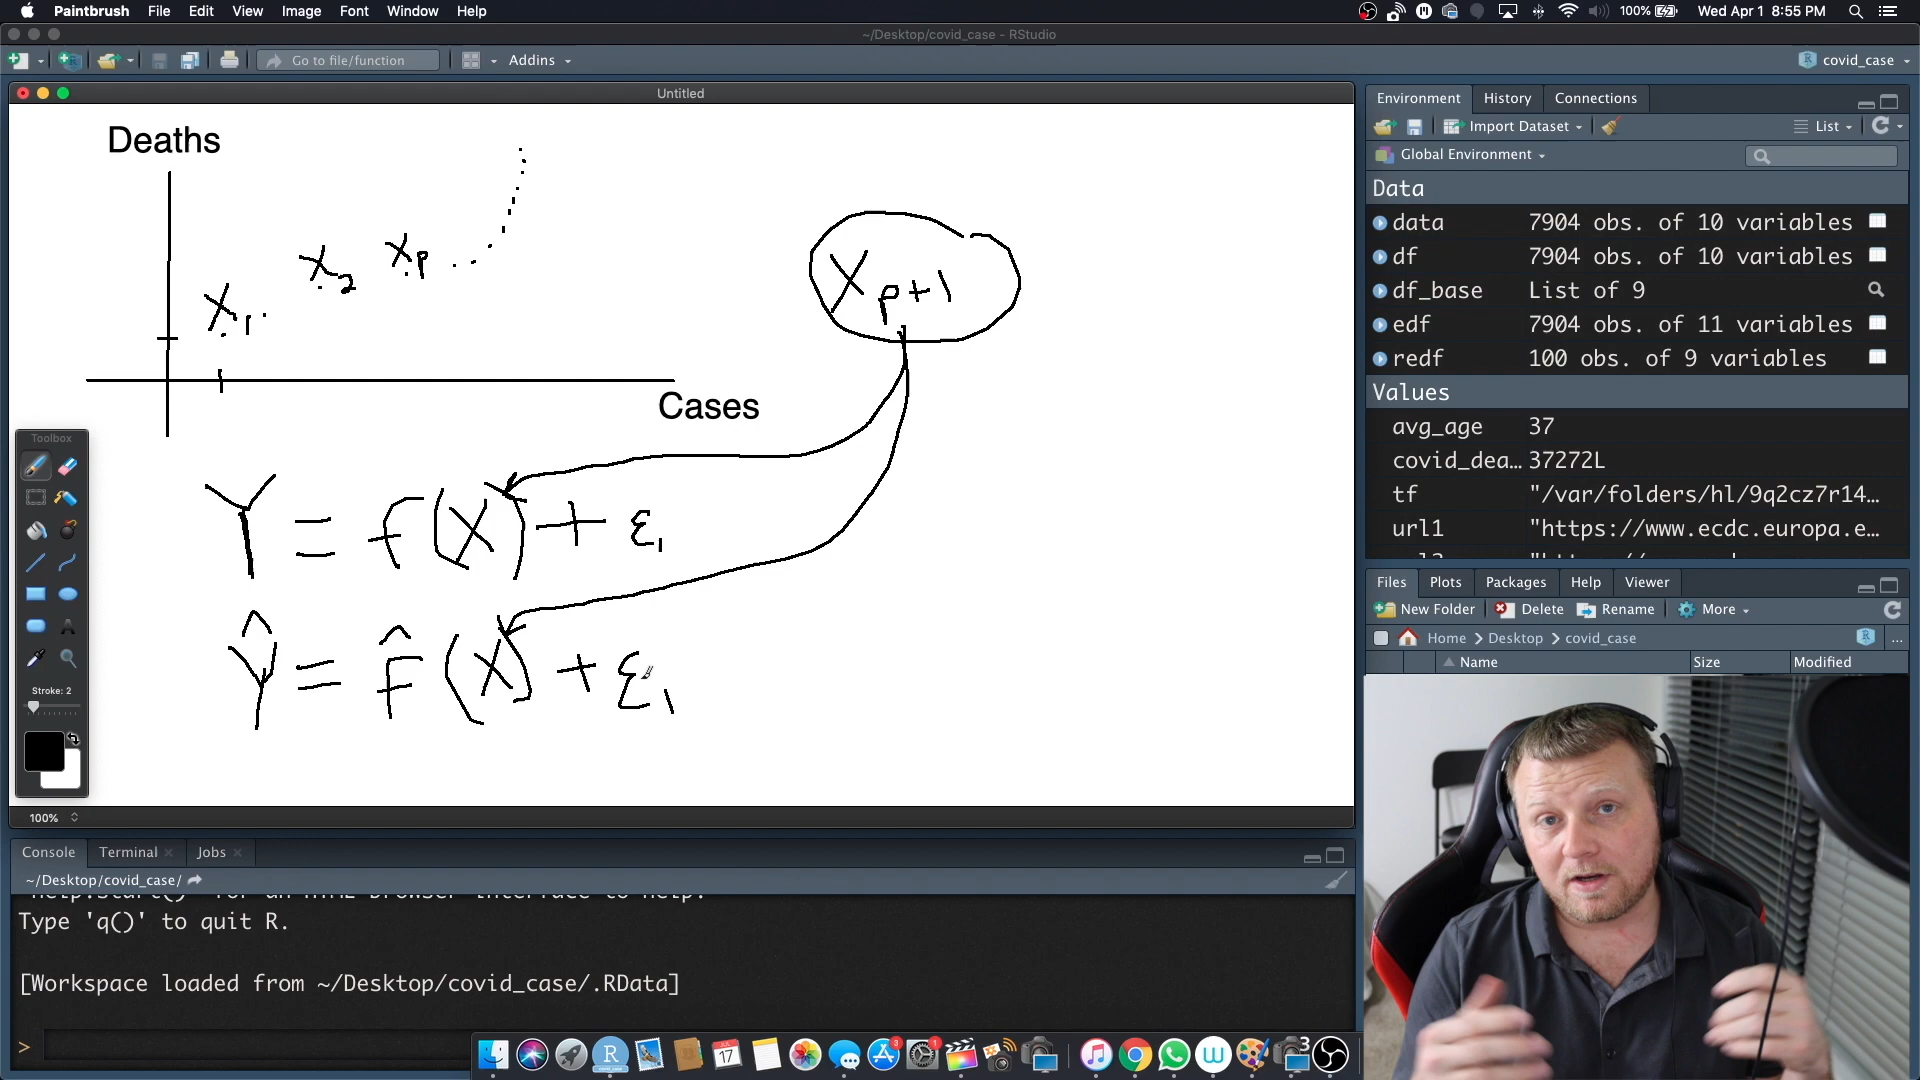 Paintbrush File Edit View Image Font Window Help 100% Wed Apr 1 8:55 PM
~/Desktop/covid_case - RStudio
Go to file/function Addins covid_case
Untitled
Deaths
X1 X2 Xp
Xp+1
Cases
Y = f(X) + ε1
Ŷ = f̂(X) + ε1
Toolbox
Stroke: 2
100%
Environment History Connections
Import Dataset List
Global Environment
Data
data 7904 obs. of 10 variables
df 7904 obs. of 10 variables
df_base List of 9
edf 7904 obs. of 11 variables
redf 100 obs. of 9 variables
Values
avg_age 37
covid_dea… 37272L
tf "/var/folders/hl/9q2cz7r14…
url1 "https://www.ecdc.europa.e…
Files Plots Packages Help Viewer
New Folder Delete Rename More
Home Desktop covid_case ...
Name Size Modified
Console Terminal Jobs
~/Desktop/covid_case/
Type 'q()' to quit R.
[Workspace loaded from ~/Desktop/covid_case/.RData]
>
R 17 3 1 3